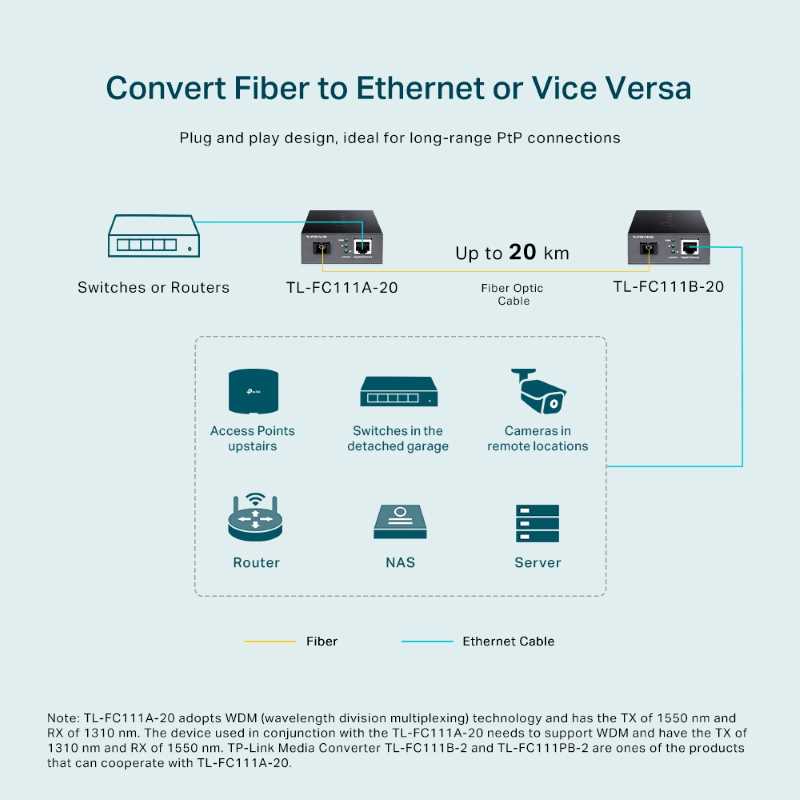 Convert Fiber to Ethernet or Vice Versa
Plug and play design, ideal for long-range PtP connections
Up to 20 km
Switches or Routers
TL-FC111A-20
Fiber Optic
Cable
TL-FC111B-20
Access Points
upstairs
Switches in the
detached garage
Cameras in
remote locations
Router
NAS
Server
Fiber
Ethernet Cable
Note: TL-FC111A-20 adopts WDM (wavelength division multiplexing) technology and has the TX of 1550 nm and
RX of 1310 nm. The device used in conjunction with the TL-FC111A-20 needs to support WDM and have the TX of
1310 nm and RX of 1550 nm. TP-Link Media Converter TL-FC111B-2 and TL-FC111PB-2 are ones of the products
that can cooperate with TL-FC111A-20.